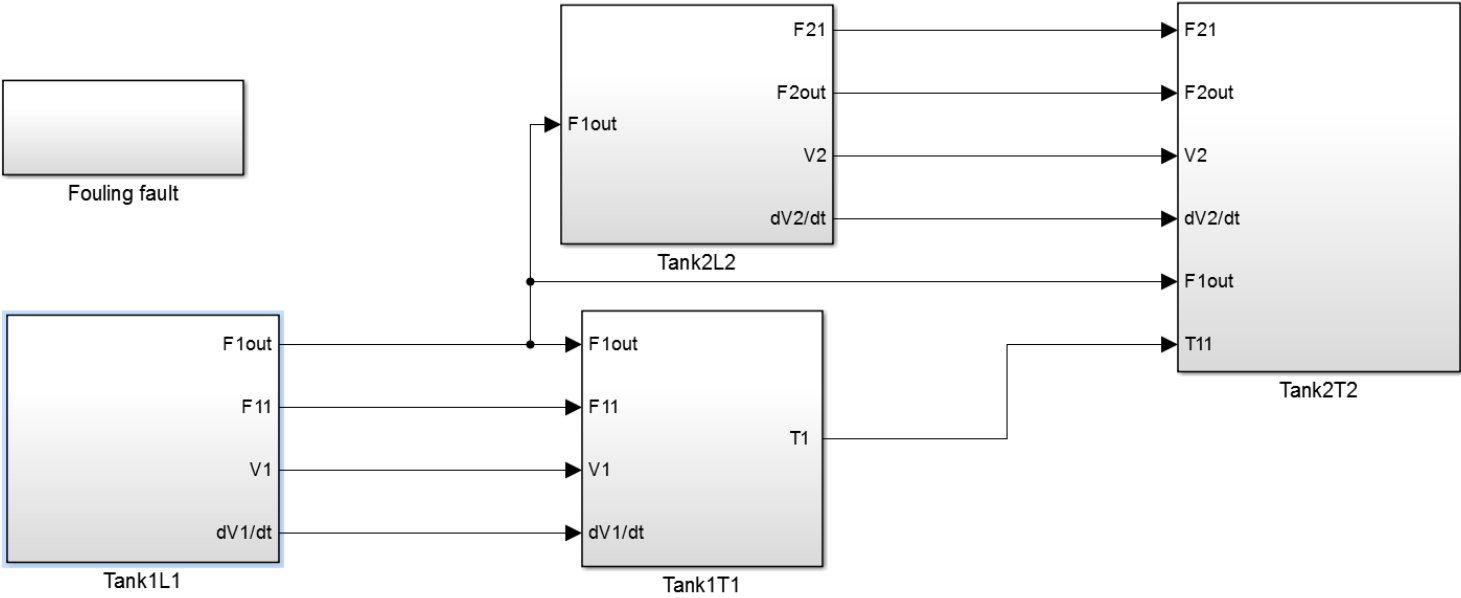 Fouling fault
F1out
F21
F2out
V2
dV2/dt
Tank2L2
F21
F2out
V2
dV2/dt
F1out
T11
Tank2T2
F1out
F11
V1
dV1/dt
Tank1L1
F1out
F11
V1
dV1/dt
T1
Tank1T1